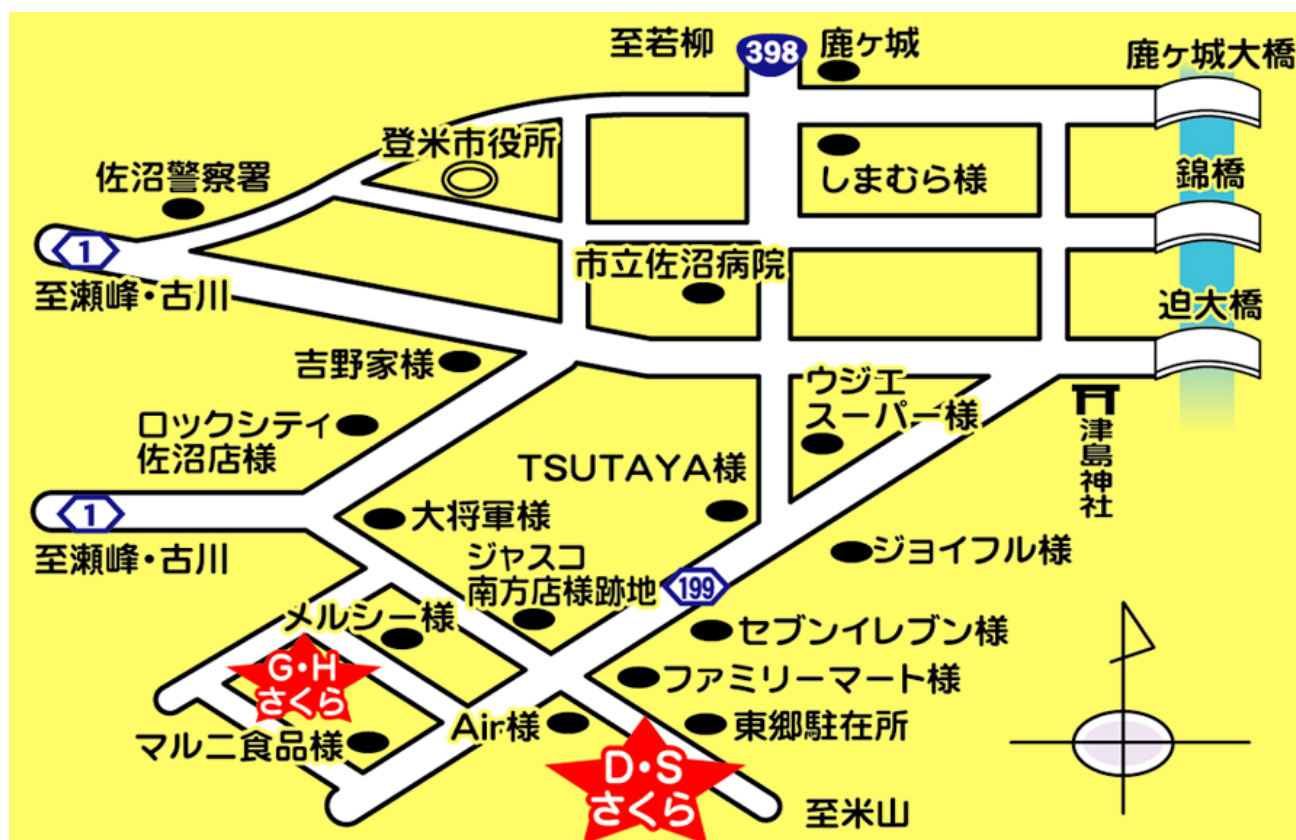 至若柳
398
鹿ヶ城
鹿ヶ城大橋
登米市役所
佐沼警察署
しまむら様
錦橋
1
至瀬峰・古川
市立佐沼病院
迫大橋
吉野家様
ウジエ
スーパー様
ロックシティ
佐沼店様
津島神社
TSUTAYA様
1
至瀬峰・古川
大将軍様
ジャスコ
南方店様跡地
199
ジョイフル様
メルシー様
セブンイレブン様
G・H
さくら
ファミリーマート様
マルニ食品様
Air様
東郷駐在所
D・S
さくら
至米山